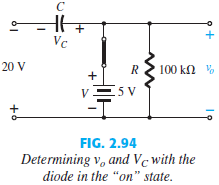 C
– +
V_C
+
20 V
R 100 kΩ v_o
+
V 5 V
–
+ –
FIG. 2.94
Determining v_o and V_C with the
diode in the “on” state.